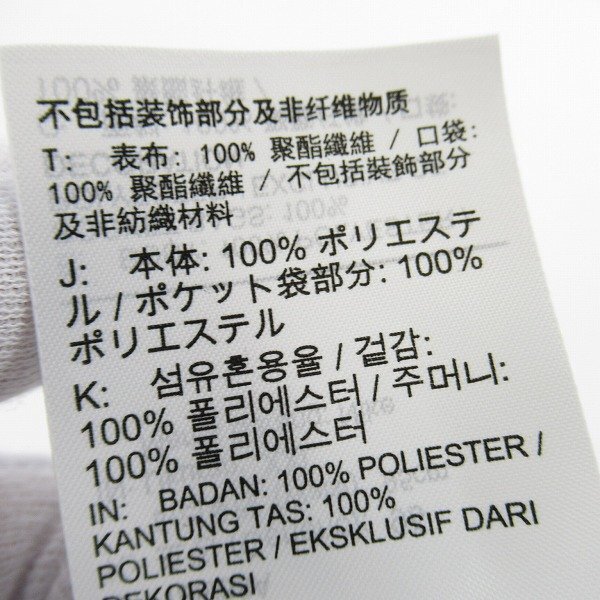 不包括装饰部分及非纤维物质
T: 表布: 100% 聚酯纖維 / 口袋:
100% 聚酯纖維 / 不包括裝飾部分
及非紡織材料
J: 本体: 100% ポリエステ
ル / ポケット袋部分: 100%
ポリエステル
K: 섬유혼용율 / 겉감:
100% 폴리에스터 / 주머니:
100% 폴리에스터
IN: BADAN: 100% POLIESTER /
KANTUNG TAS: 100%
POLIESTER / EKSKLUSIF DARI
DEKORASI